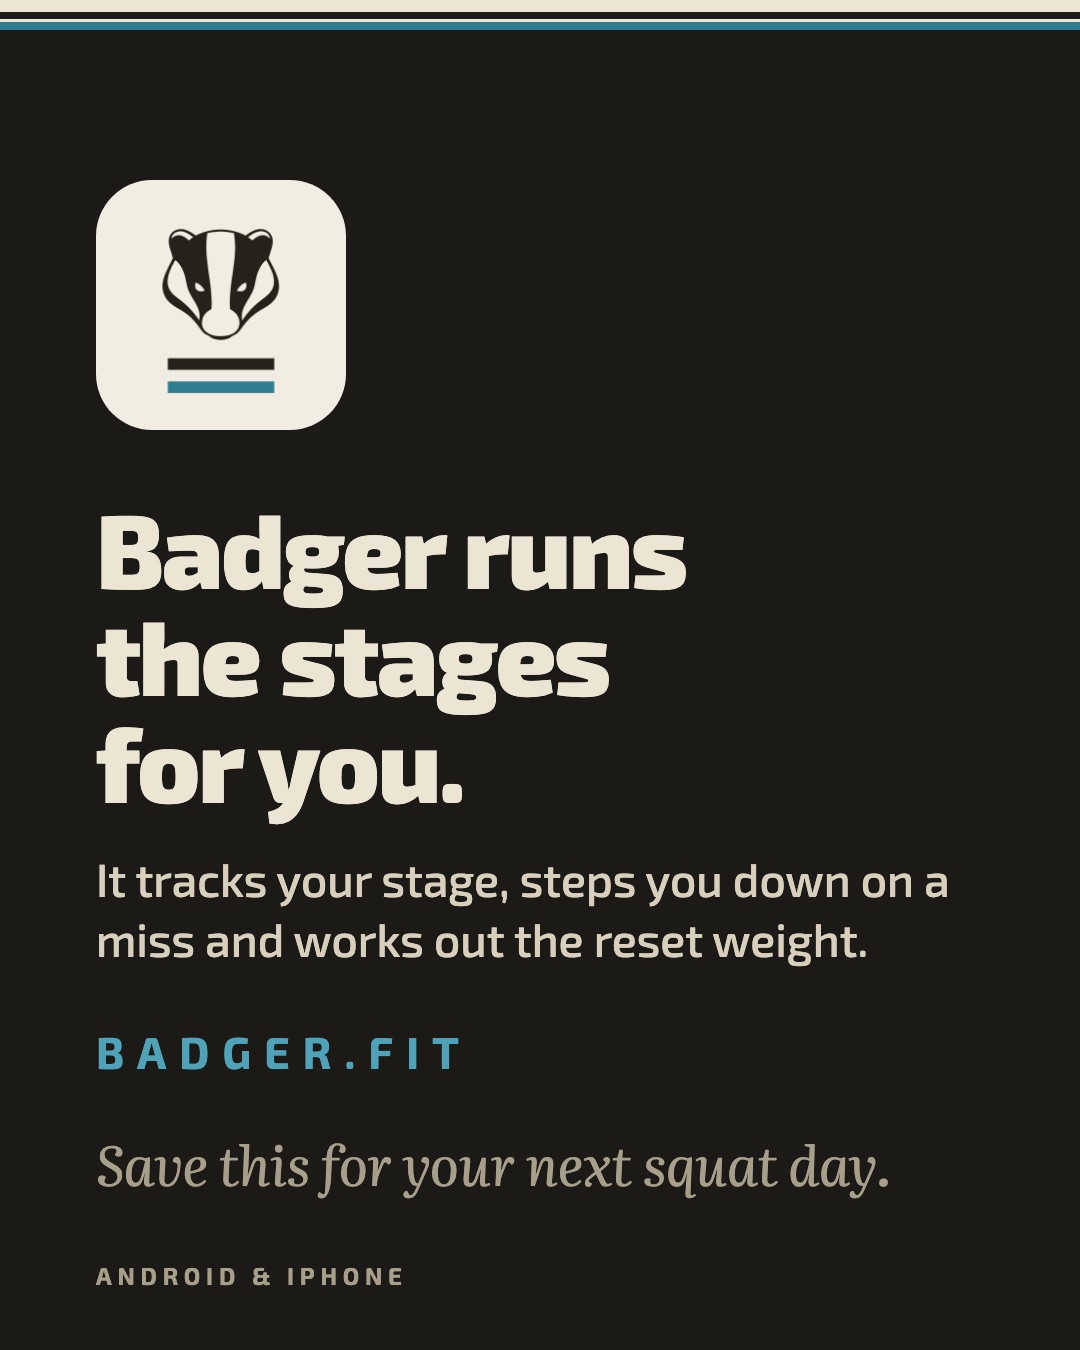 Badger runs
the stages
for you.
It tracks your stage, steps you down on a
miss and works out the reset weight.
BADGER.FIT
Save this for your next squat day.
ANDROID & IPHONE